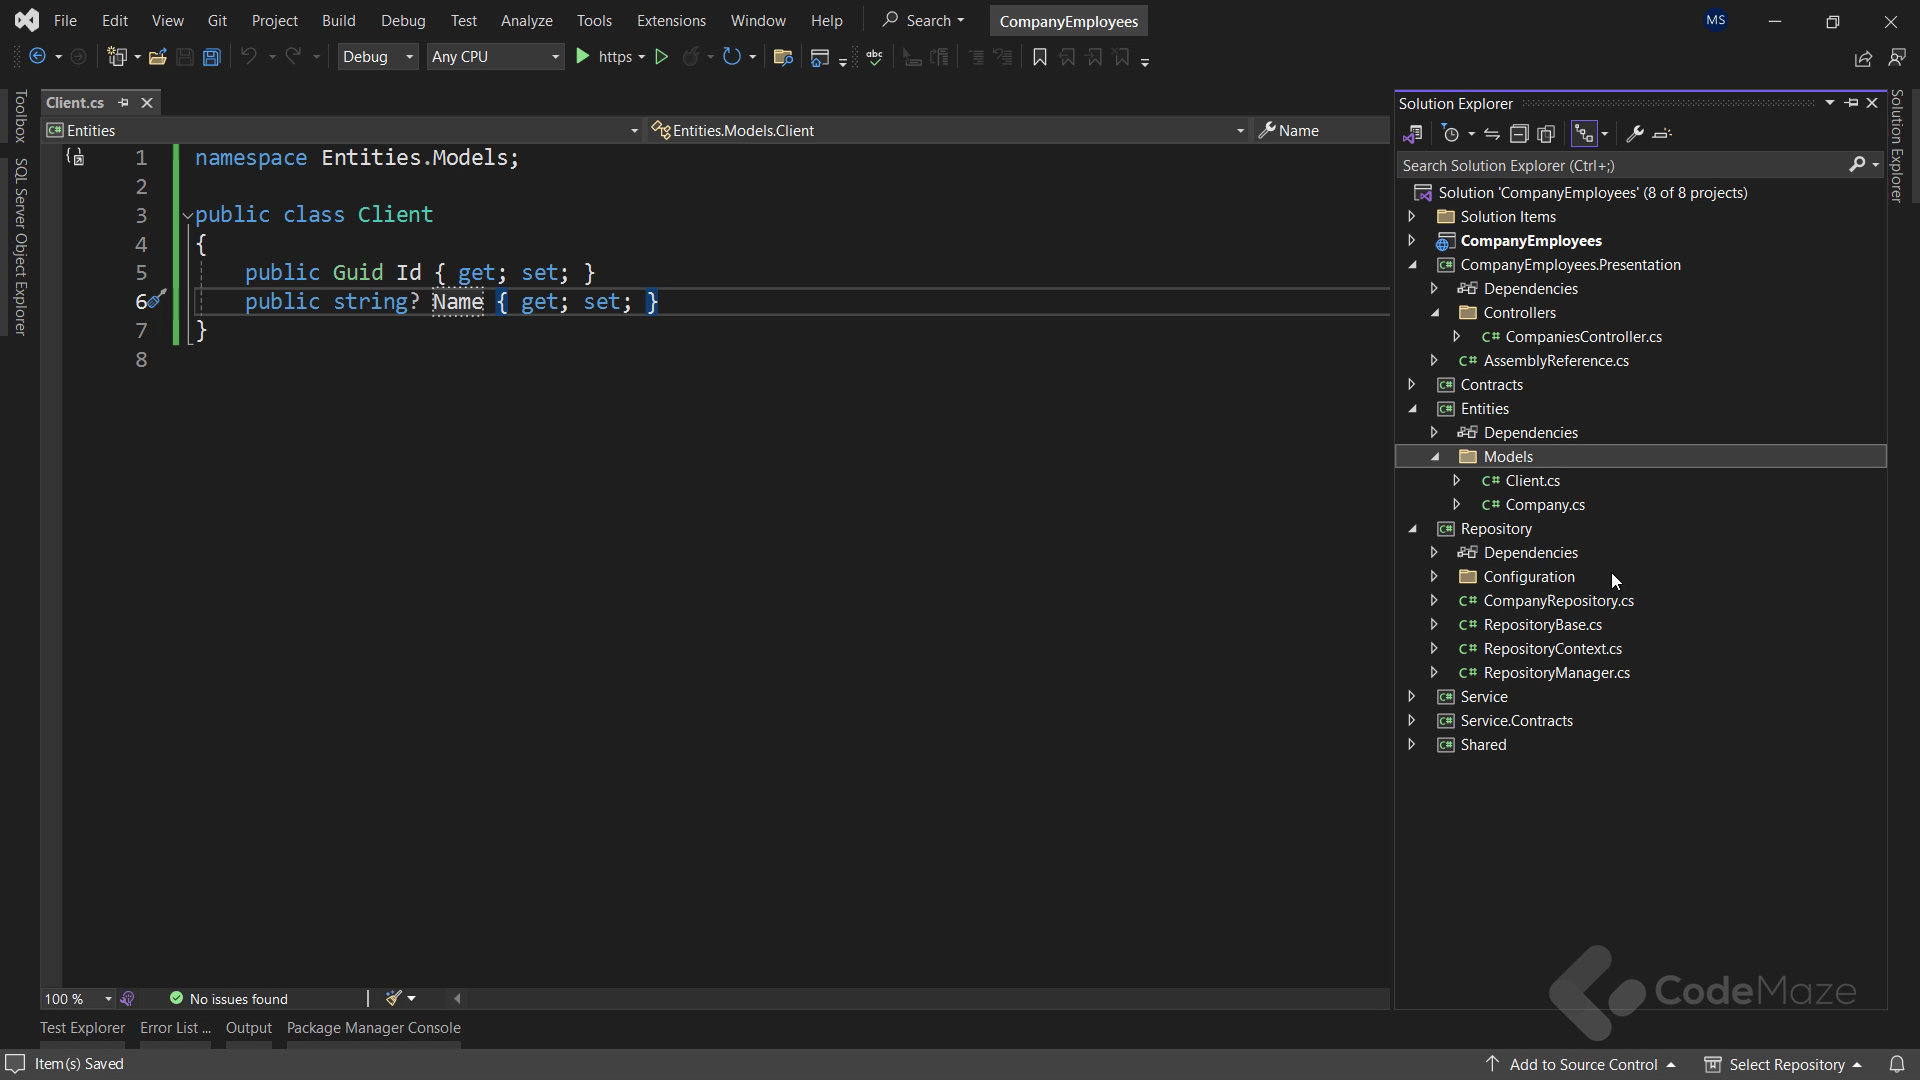 File Edit View Git Project Build Debug Test Analyze Tools Extensions Window Help Search CompanyEmployees MS
Debug Any CPU https abc
Toolbox
SQL Server Object Explorer
Client.cs
Entities Entities.Models.Client Name
1 namespace Entities.Models;
2
3 public class Client
4 {
5 public Guid Id { get; set; }
6 public string? Name { get; set; }
7 }
8
Solution Explorer
Search Solution Explorer (Ctrl+;)
Solution 'CompanyEmployees' (8 of 8 projects)
Solution Items
CompanyEmployees
C# CompanyEmployees.Presentation
Dependencies
Controllers
C# CompaniesController.cs
C# AssemblyReference.cs
C# Contracts
C# Entities
Dependencies
Models
C# Client.cs
C# Company.cs
C# Repository
Dependencies
Configuration
C# CompanyRepository.cs
C# RepositoryBase.cs
C# RepositoryContext.cs
C# RepositoryManager.cs
C# Service
C# Service.Contracts
C# Shared
Solution Explorer
CodeMaze
100 % No issues found
Test Explorer Error List ... Output Package Manager Console
Item(s) Saved Add to Source Control Select Repository